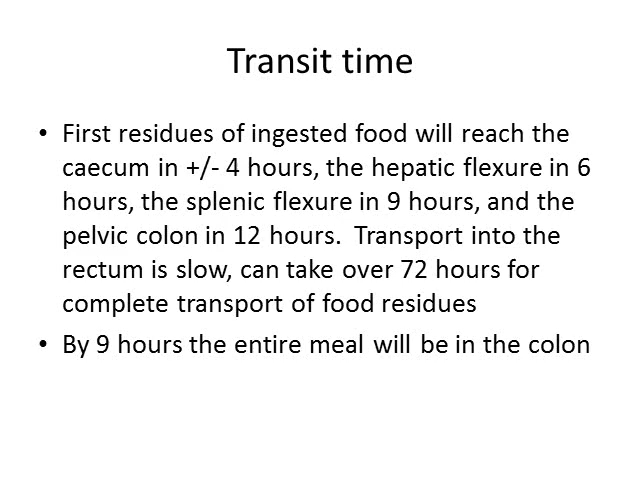 Transit time
• First residues of ingested food will reach the
caecum in +/- 4 hours, the hepatic flexure in 6
hours, the splenic flexure in 9 hours, and the
pelvic colon in 12 hours.  Transport into the
rectum is slow, can take over 72 hours for
complete transport of food residues
• By 9 hours the entire meal will be in the colon